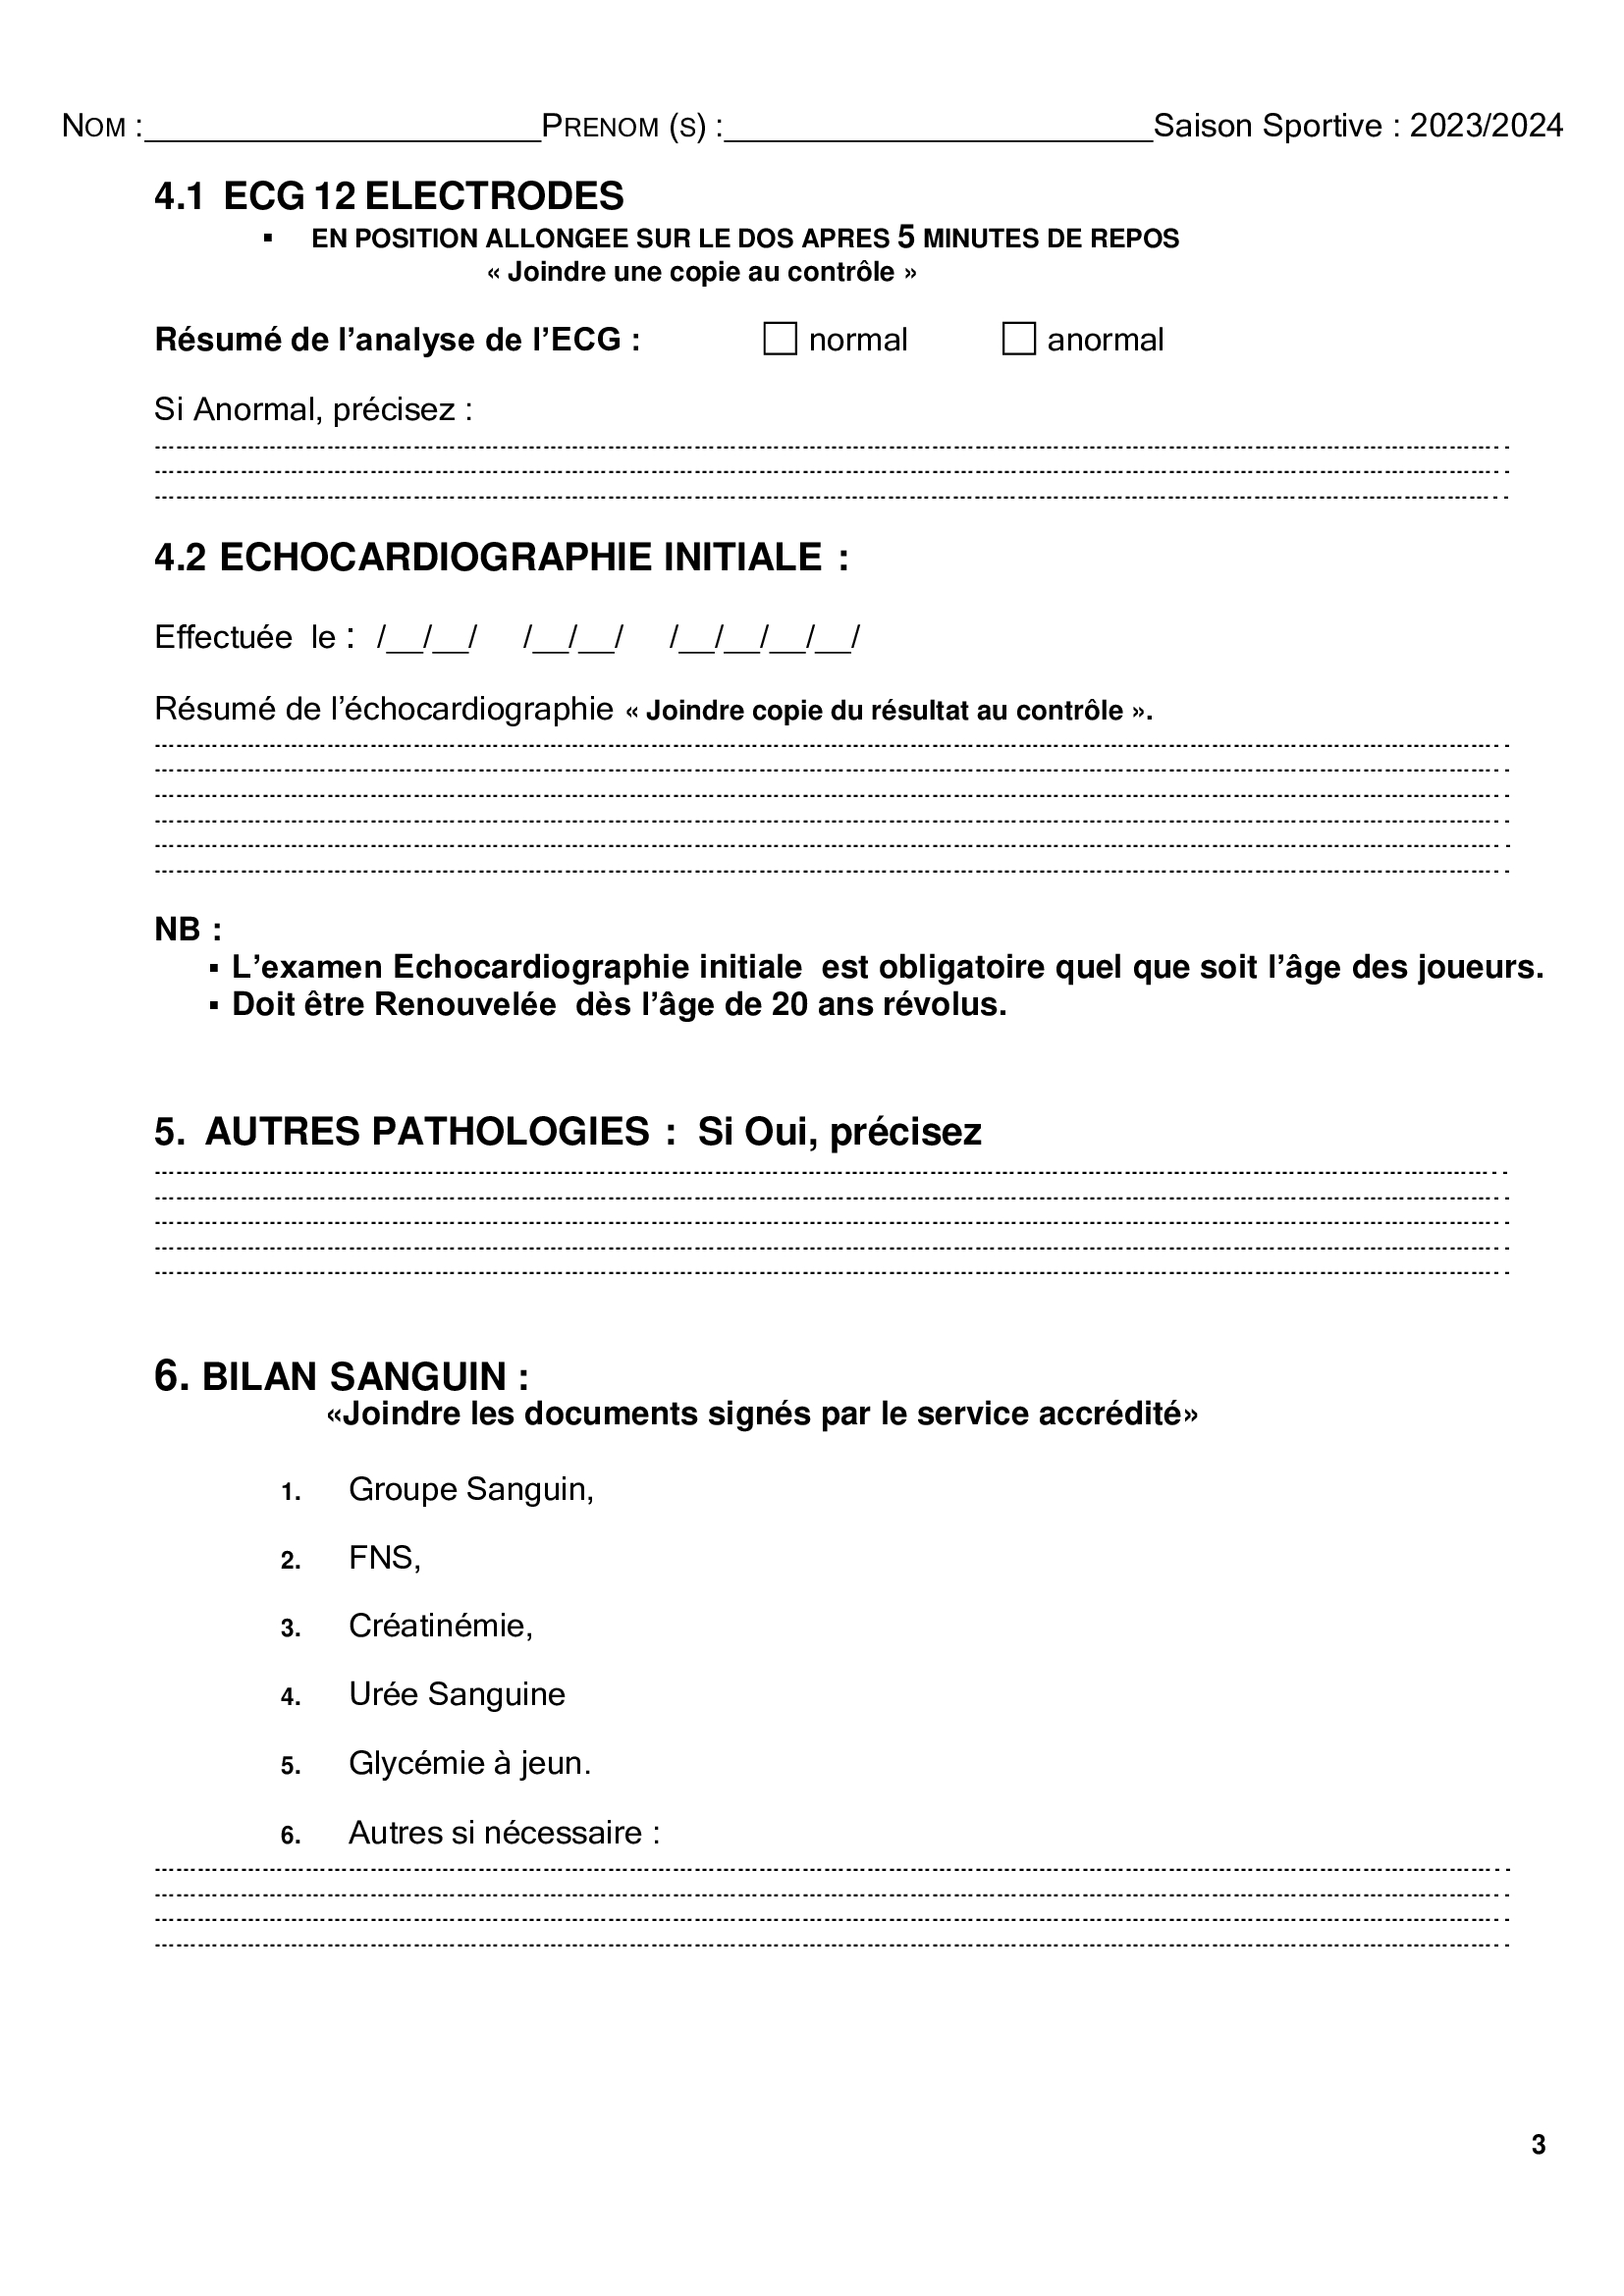 NOM :______________________PRENOM (S) :________________________Saison Sportive : 2023/2024
4.1 ECG 12 ELECTRODES
▪ EN POSITION ALLONGEE SUR LE DOS APRES 5 MINUTES DE REPOS
« Joindre une copie au contrôle »
Résumé de l’analyse de l’ECG : ☐ normal ☐ anormal
Si Anormal, précisez :
4.2 ECHOCARDIOGRAPHIE INITIALE :
Effectuée le : /__/__/ /__/__/ /__/__/__/__/
Résumé de l’échocardiographie « Joindre copie du résultat au contrôle ».
NB :
▪ L’examen Echocardiographie initiale est obligatoire quel que soit l’âge des joueurs.
▪ Doit être Renouvelée dès l’âge de 20 ans révolus.
5. AUTRES PATHOLOGIES : Si Oui, précisez
6. BILAN SANGUIN :
«Joindre les documents signés par le service accrédité»
1. Groupe Sanguin,
2. FNS,
3. Créatinémie,
4. Urée Sanguine
5. Glycémie à jeun.
6. Autres si nécessaire :
3